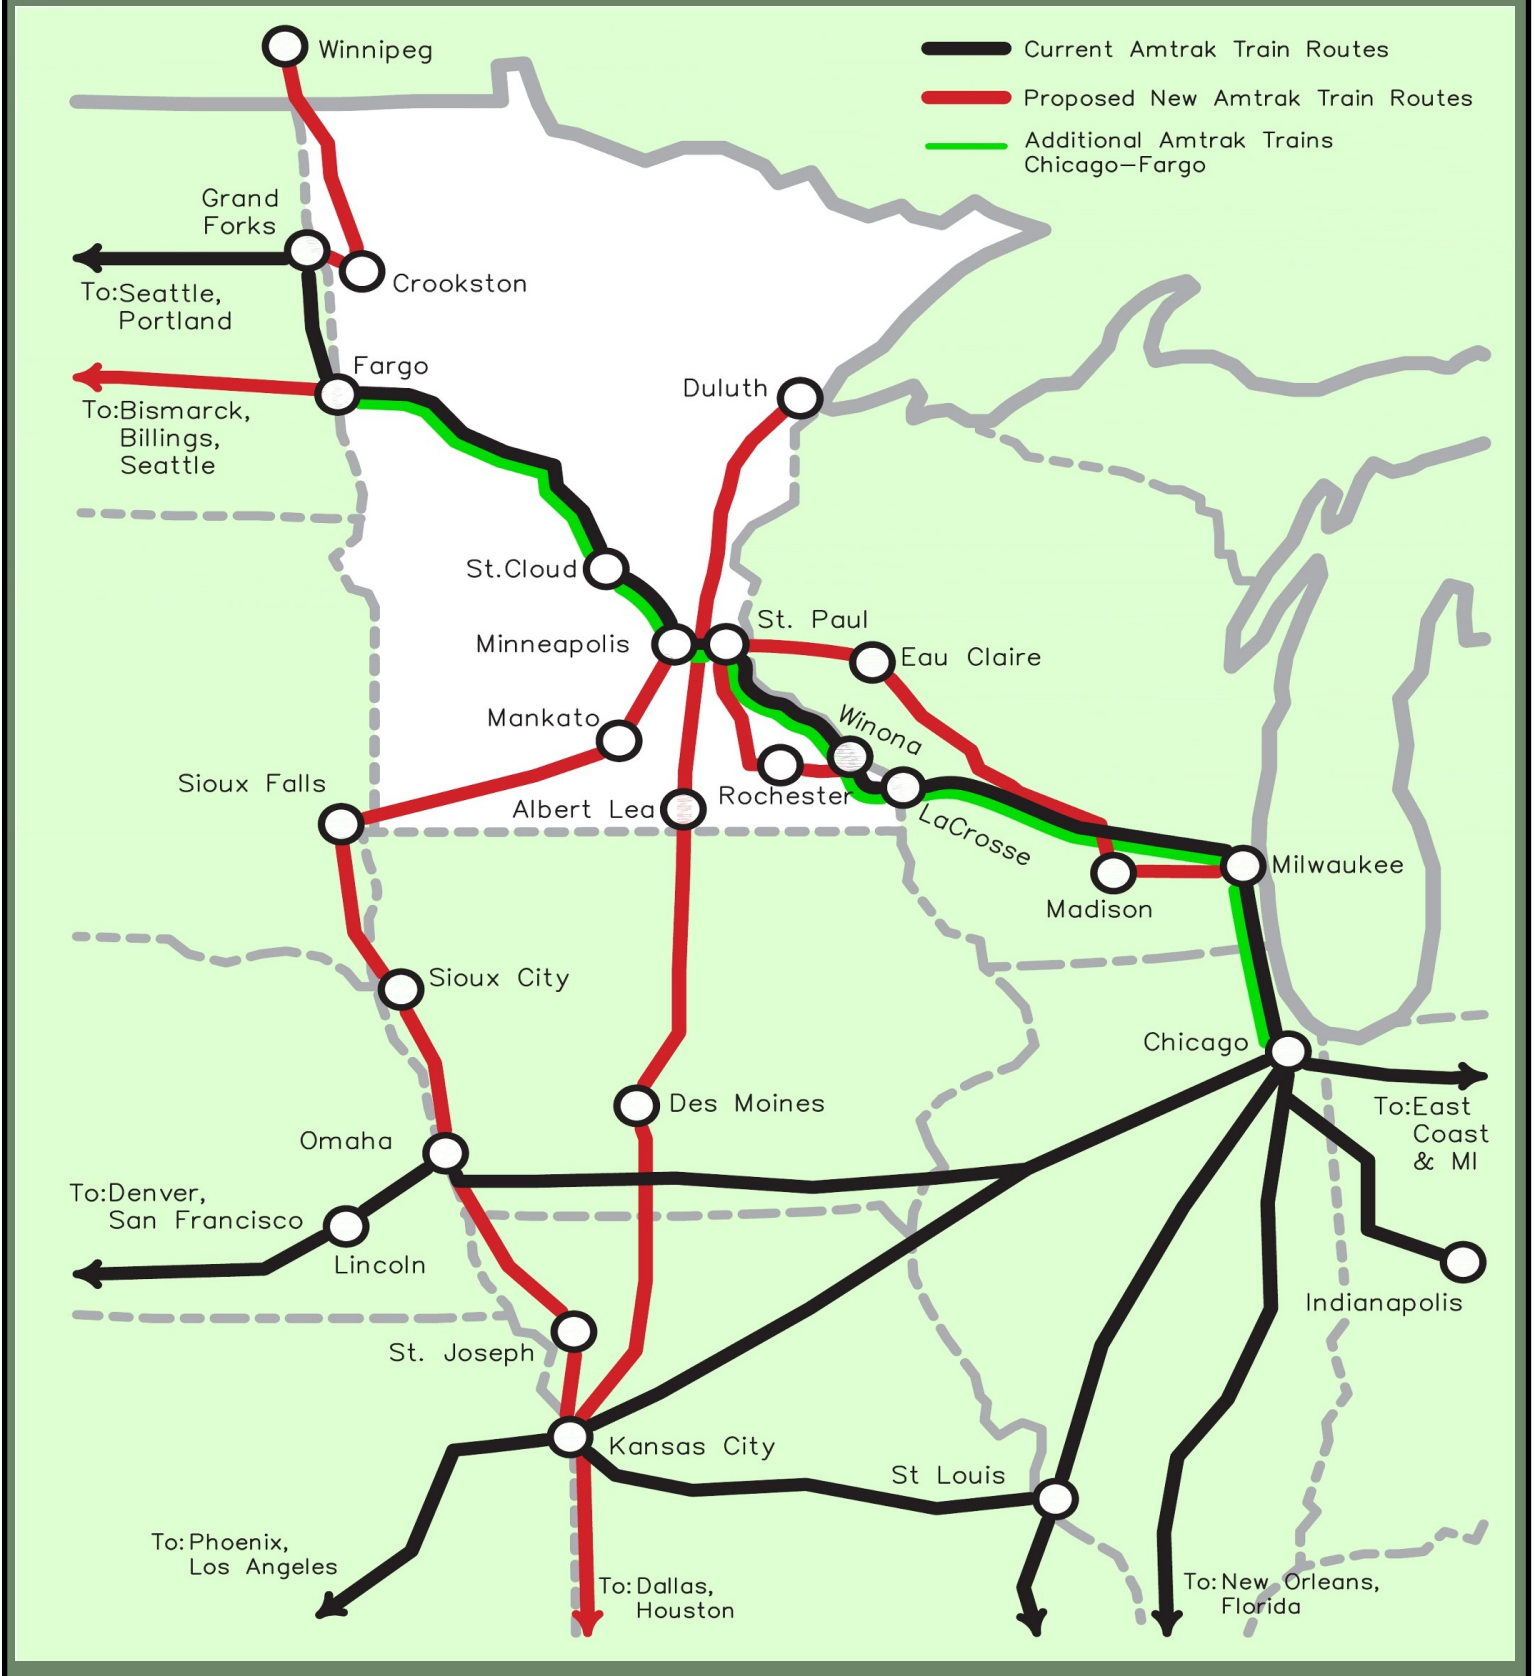 Winnipeg
Current Amtrak Train Routes
Proposed New Amtrak Train Routes
Additional Amtrak Trains
Chicago-Fargo
Grand
Forks
Crookston
To:Seattle,
Portland
Fargo
Duluth
To:Bismarck,
Billings,
Seattle
St.Cloud
St. Paul
Minneapolis
Eau Claire
Mankato
Winona
Sioux Falls
Rochester
Albert Lea
LaCrosse
Milwaukee
Madison
Sioux City
Chicago
Des Moines
To:East
Coast
& MI
Omaha
To:Denver,
San Francisco
Lincoln
Indianapolis
St. Joseph
Kansas City
St Louis
To:Phoenix,
Los Angeles
To:Dallas,
Houston
To:New Orleans,
Florida